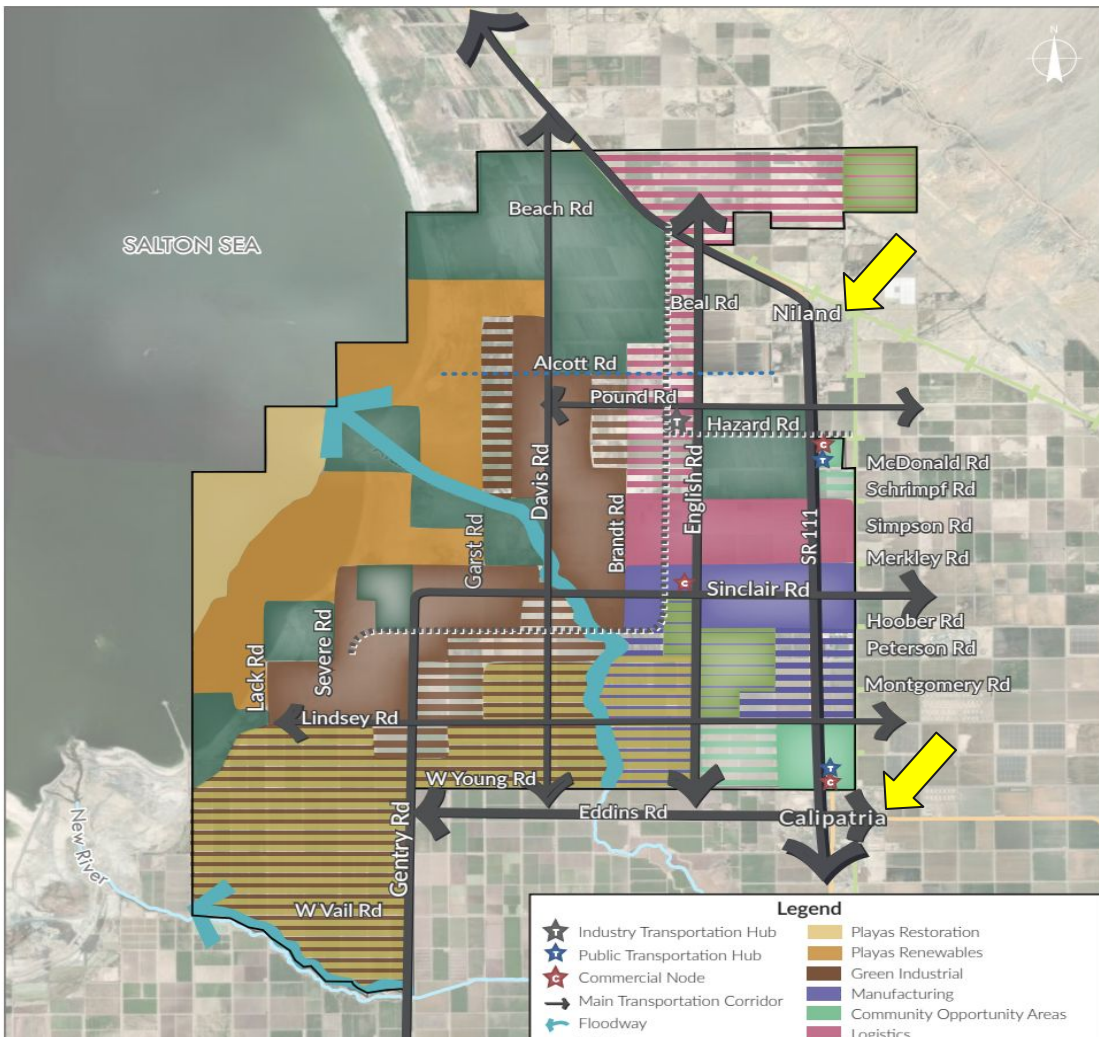 N
SALTON SEA
Beach Rd
Beal Rd
Niland
Alcott Rd
Pound Rd
Hazard Rd
T
C
T
Davis Rd
English Rd
McDonald Rd
Schrimpf Rd
Garst Rd
Brandt Rd
SR 111
Simpson Rd
Merkley Rd
C
Sinclair Rd
Hoober Rd
Severe Rd
Peterson Rd
Lack Rd
Montgomery Rd
Lindsey Rd
W Young Rd
T
C
Eddins Rd
Calipatria
New River
Gentry Rd
W Vail Rd
Legend
T Industry Transportation Hub
T Public Transportation Hub
C Commercial Node
Main Transportation Corridor
Floodway
Playas Restoration
Playas Renewables
Green Industrial
Manufacturing
Community Opportunity Areas
Logistics